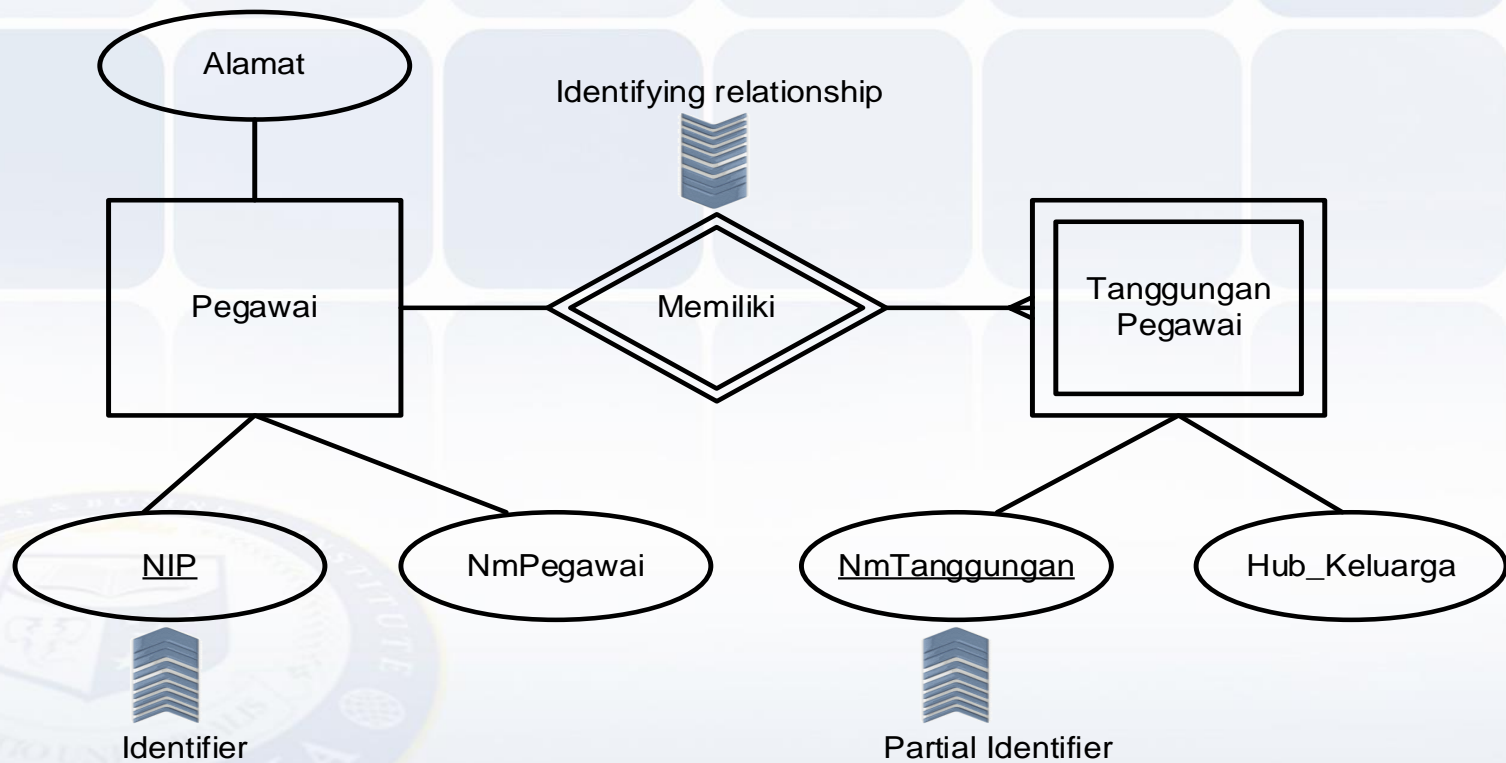 Alamat
Identifying relationship
Pegawai
Memiliki
Tanggungan
Pegawai
NIP
NmPegawai
NmTanggungan
Hub_Keluarga
Identifier
Partial Identifier